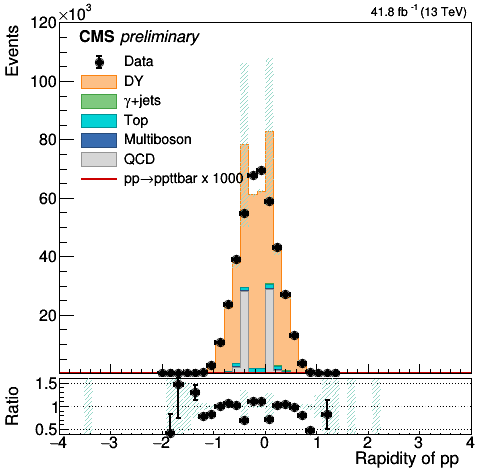 ×10³
41.8 fb⁻¹ (13 TeV)
Events
120
100
80
60
40
20
CMS preliminary
Data
DY
γ+jets
Top
Multiboson
QCD
pp→ppttbar x 1000
Ratio
1.5
1
0.5
−4 −3 −2 −1 0 1 2 3 4
Rapidity of pp